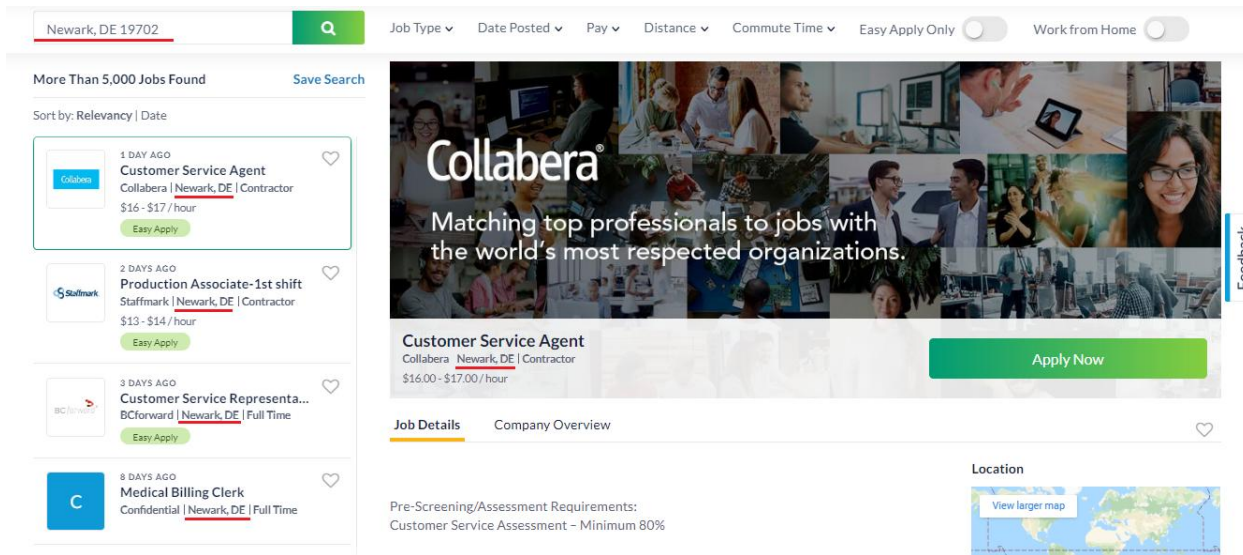 Newark, DE 19702
Job Type
Date Posted
Pay
Distance
Commute Time
Easy Apply Only
Work from Home
More Than 5,000 Jobs Found
Save Search
Sort by: Relevancy | Date
Collabera
1 DAY AGO
Customer Service Agent
Collabera | Newark, DE | Contractor
$16 - $17 / hour
Easy Apply
Staffmark
2 DAYS AGO
Production Associate-1st shift
Staffmark | Newark, DE | Contractor
$13 - $14 / hour
Easy Apply
BCforward
3 DAYS AGO
Customer Service Representa...
BCforward | Newark, DE | Full Time
Easy Apply
C
8 DAYS AGO
Medical Billing Clerk
Confidential | Newark, DE | Full Time
Collabera®
Matching top professionals to jobs with
the world's most respected organizations.
Customer Service Agent
Collabera Newark, DE | Contractor
$16.00 - $17.00 / hour
Apply Now
Job Details
Company Overview
Pre-Screening/Assessment Requirements:
Customer Service Assessment – Minimum 80%
Location
View larger map
Feedback